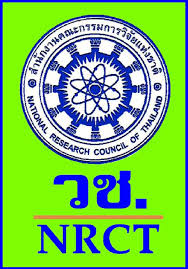 สำนักงานคณะกรรมการวิจัยแห่งชาติ
NATIONAL RESEARCH COUNCIL OF THAILAND
วช.
NRCT